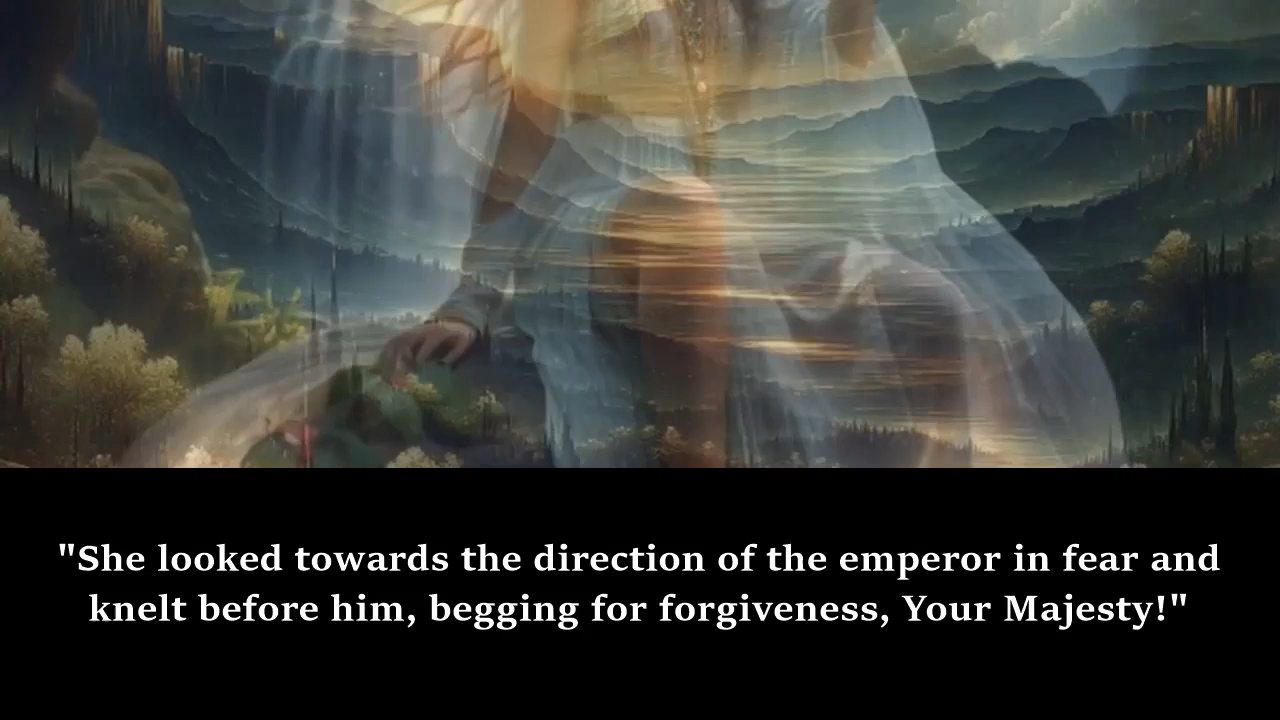 "She looked towards the direction of the emperor in fear and
knelt before him, begging for forgiveness, Your Majesty!"